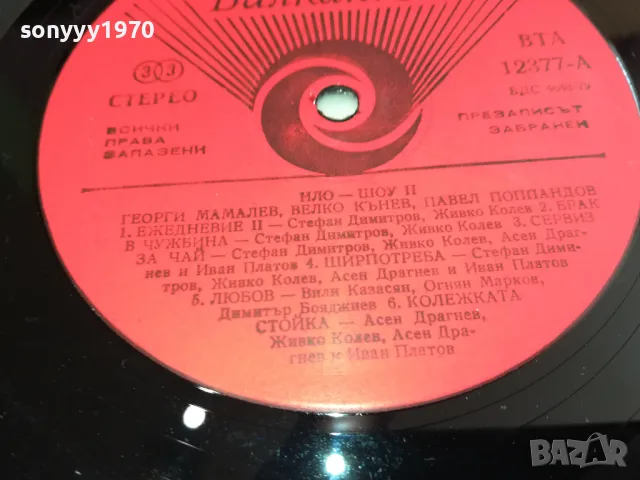 sonyyy1970
33
СТЕРЕО
ВСИЧКИ
ПРАВА
ЗАПАЗЕНИ
ВТА
12377-А
ПРЕЗАПИСЪТ
ЗАБРАНЕН
НЛО — ШОУ II
ГЕОРГИ МАМАЛЕВ, ВЕЛКО КЪНЕВ, ПАВЕЛ ПОППАНДОВ
1. ЕЖЕДНЕВИЕ II — Стефан Димитров, Живко Колев 2. БРАК
В ЧУЖБИНА — Стефан Димитров, Живко Колев 3. СЕРВИЗ
ЗА ЧАЙ — Стефан Димитров, Живко Колев, Асен Драг-
нев и Иван Платов 4. ШИРПОТРЕБА — Стефан Дими-
тров, Живко Колев, Асен Драгнев и Иван Платов
5. ЛЮБОВ — Вили Казасян, Огнян Марков,
Димитър Бояджиев 6. КОЛЕЖКАТА
СТОЙКА — Асен Драгнев,
Живко Колев, Асен Дра-
гнев и Иван Платов
BAZAR